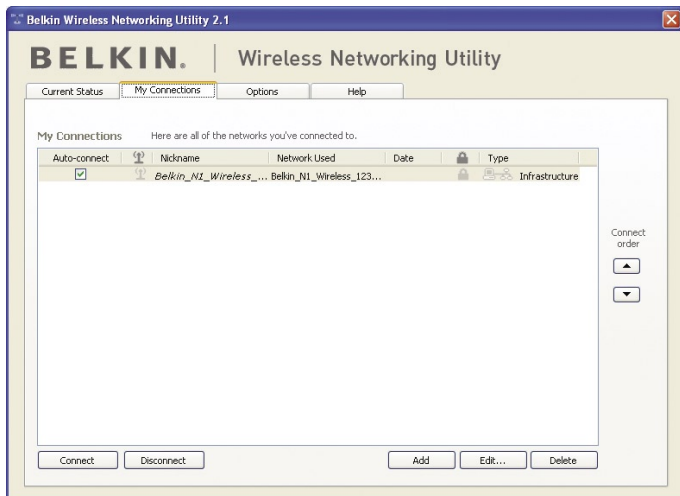 Belkin Wireless Networking Utility 2.1
BELKIN. Wireless Networking Utility
Current Status My Connections Options Help
My Connections Here are all of the networks you've connected to.
Auto-connect Nickname Network Used Date Type
Belkin_N1_Wireless_... Belkin_N1_Wireless_123... Infrastructure
Connect
order
Connect Disconnect Add Edit... Delete